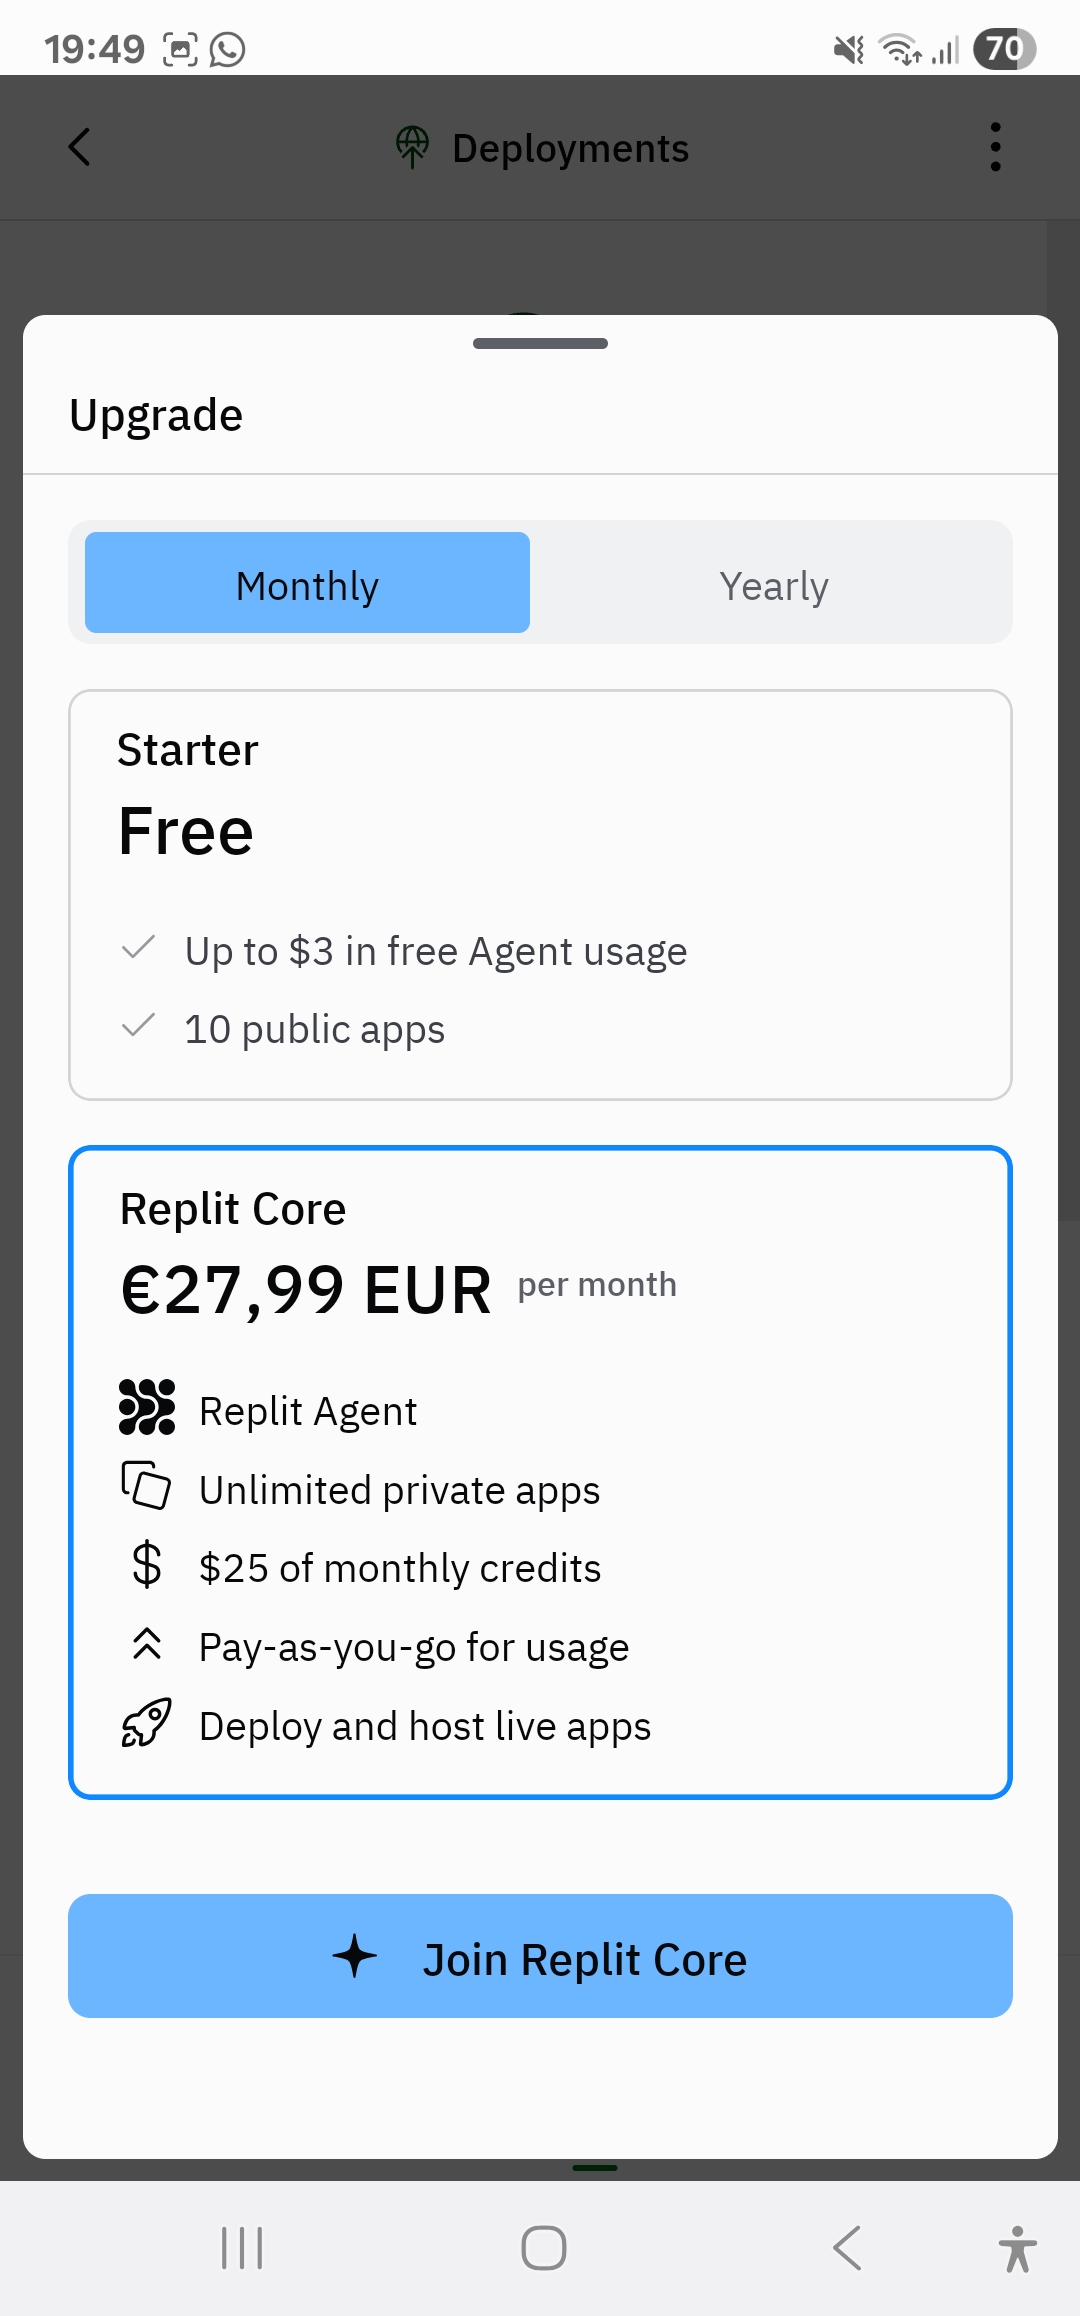 19:49
70
Deployments
Upgrade
Monthly
Yearly
Starter
Free
Up to $3 in free Agent usage
10 public apps
Replit Core
€27,99 EUR per month
Replit Agent
Unlimited private apps
$25 of monthly credits
Pay-as-you-go for usage
Deploy and host live apps
Join Replit Core